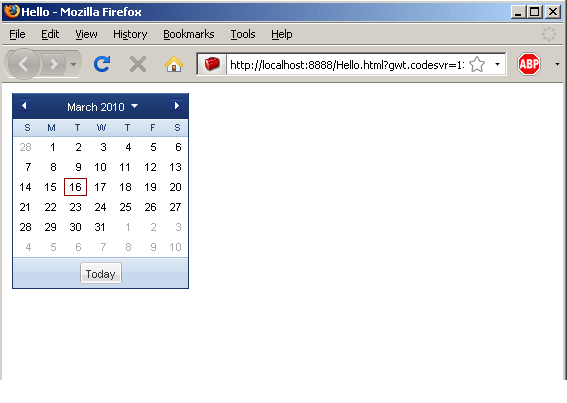 Hello - Mozilla Firefox
File Edit View History Bookmarks Tools Help
http://localhost:8888/Hello.html?gwt.codesvr=1 ABP
March 2010
S M T W T F S
28 1 2 3 4 5 6
7 8 9 10 11 12 13
14 15 16 17 18 19 20
21 22 23 24 25 26 27
28 29 30 31 1 2 3
4 5 6 7 8 9 10
Today